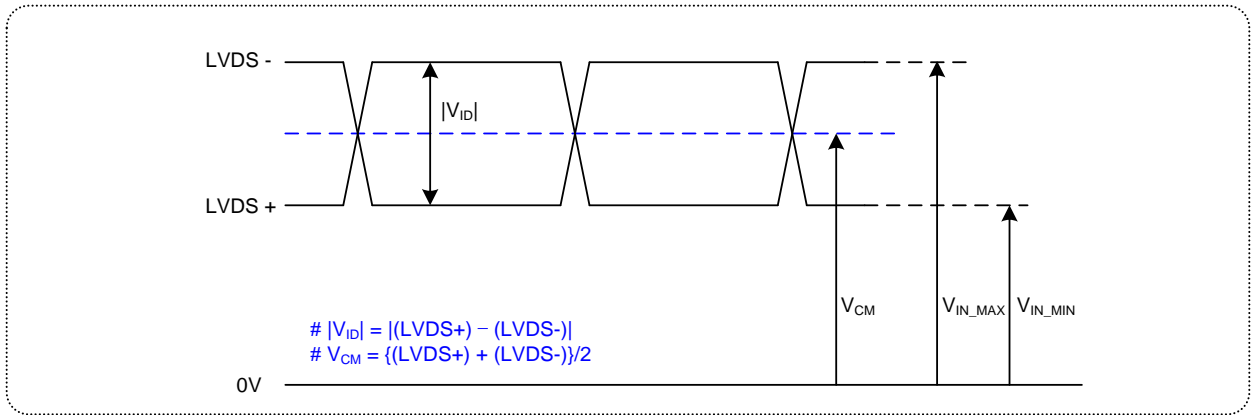 LVDS -
|VID|
LVDS +
VCM
VIN_MAX
VIN_MIN
# |VID| = |(LVDS+) − (LVDS-)|
# VCM = {(LVDS+) + (LVDS-)}/2
0V